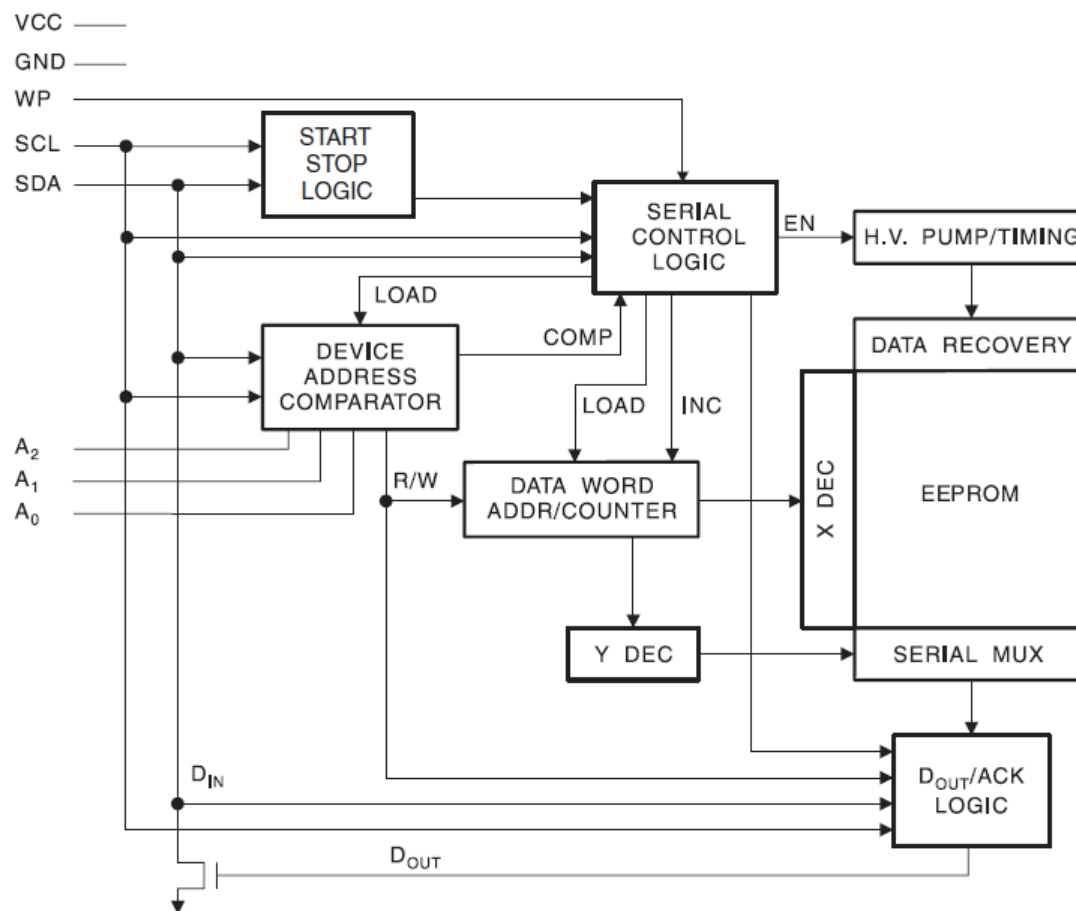 VCC
GND
WP
SCL
SDA
START
STOP
LOGIC
SERIAL
CONTROL
LOGIC
EN
H.V. PUMP/TIMING
LOAD
COMP
DATA RECOVERY
DEVICE
ADDRESS
COMPARATOR
LOAD
INC
A2
A1
A0
R/W
DATA WORD
ADDR/COUNTER
X DEC
EEPROM
Y DEC
SERIAL MUX
DIN
DOUT/ACK
LOGIC
DOUT